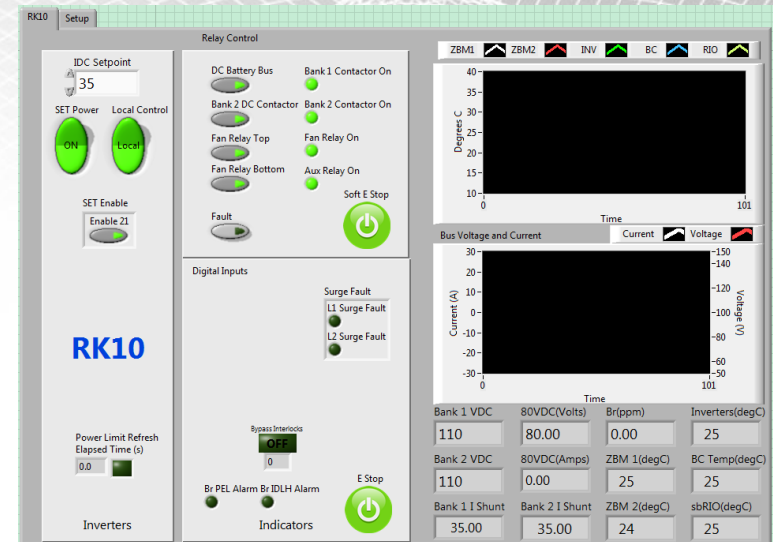 RK10 Setup
IDC Setpoint
35
SET Power Local Control
ON Local
SET Enable
Enable 21
RK10
Power Limit Refresh
Elapsed Time (s)
0.0
Inverters
Relay Control
DC Battery Bus Bank 1 Contactor On
Bank 2 DC Contactor Bank 2 Contactor On
Fan Relay Top Fan Relay On
Fan Relay Bottom Aux Relay On
Soft E Stop
Fault
Digital Inputs
Surge Fault
L1 Surge Fault
L2 Surge Fault
Bypass Interlocks
OFF
0
Br PEL Alarm Br IDLH Alarm
E Stop
Indicators
ZBM1 ZBM2 INV BC RIO
Degrees C
40
35
30
25
20
15
10
0 101
Time
Bus Voltage and Current
Current Voltage
Current (A)
30
20
10
0
-10
-20
-30
150
140
120
100
80
60
50
Voltage (V)
0 101
Time
Bank 1 VDC 80VDC(Volts) Br(ppm) Inverters(degC)
110 80.00 0.00 25
Bank 2 VDC 80VDC(Amps) ZBM 1(degC) BC Temp(degC)
110 0.00 25 25
Bank 1 I Shunt Bank 2 I Shunt ZBM 2(degC) sbRIO(degC)
35.00 35.00 24 25